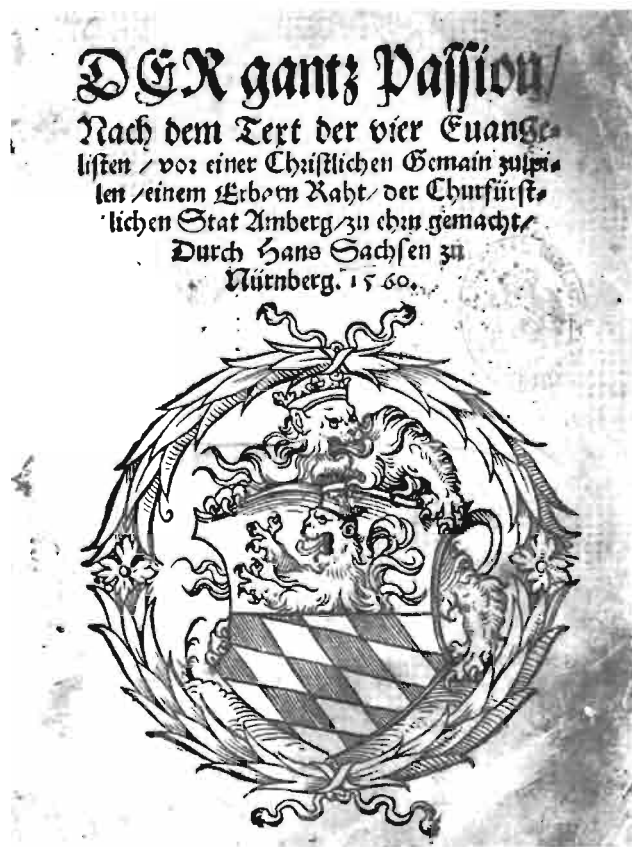 DER gantz Passion/
Nach dem Text der vier Euange-
listen / vor einer Christlichen Gemain zuspi-
len / einem Erborn Raht / der Churfürst-
lichen Stat Amberg / zu ehrn gemacht /
Durch Hans Sachsen zu
Nürnberg. 1560.